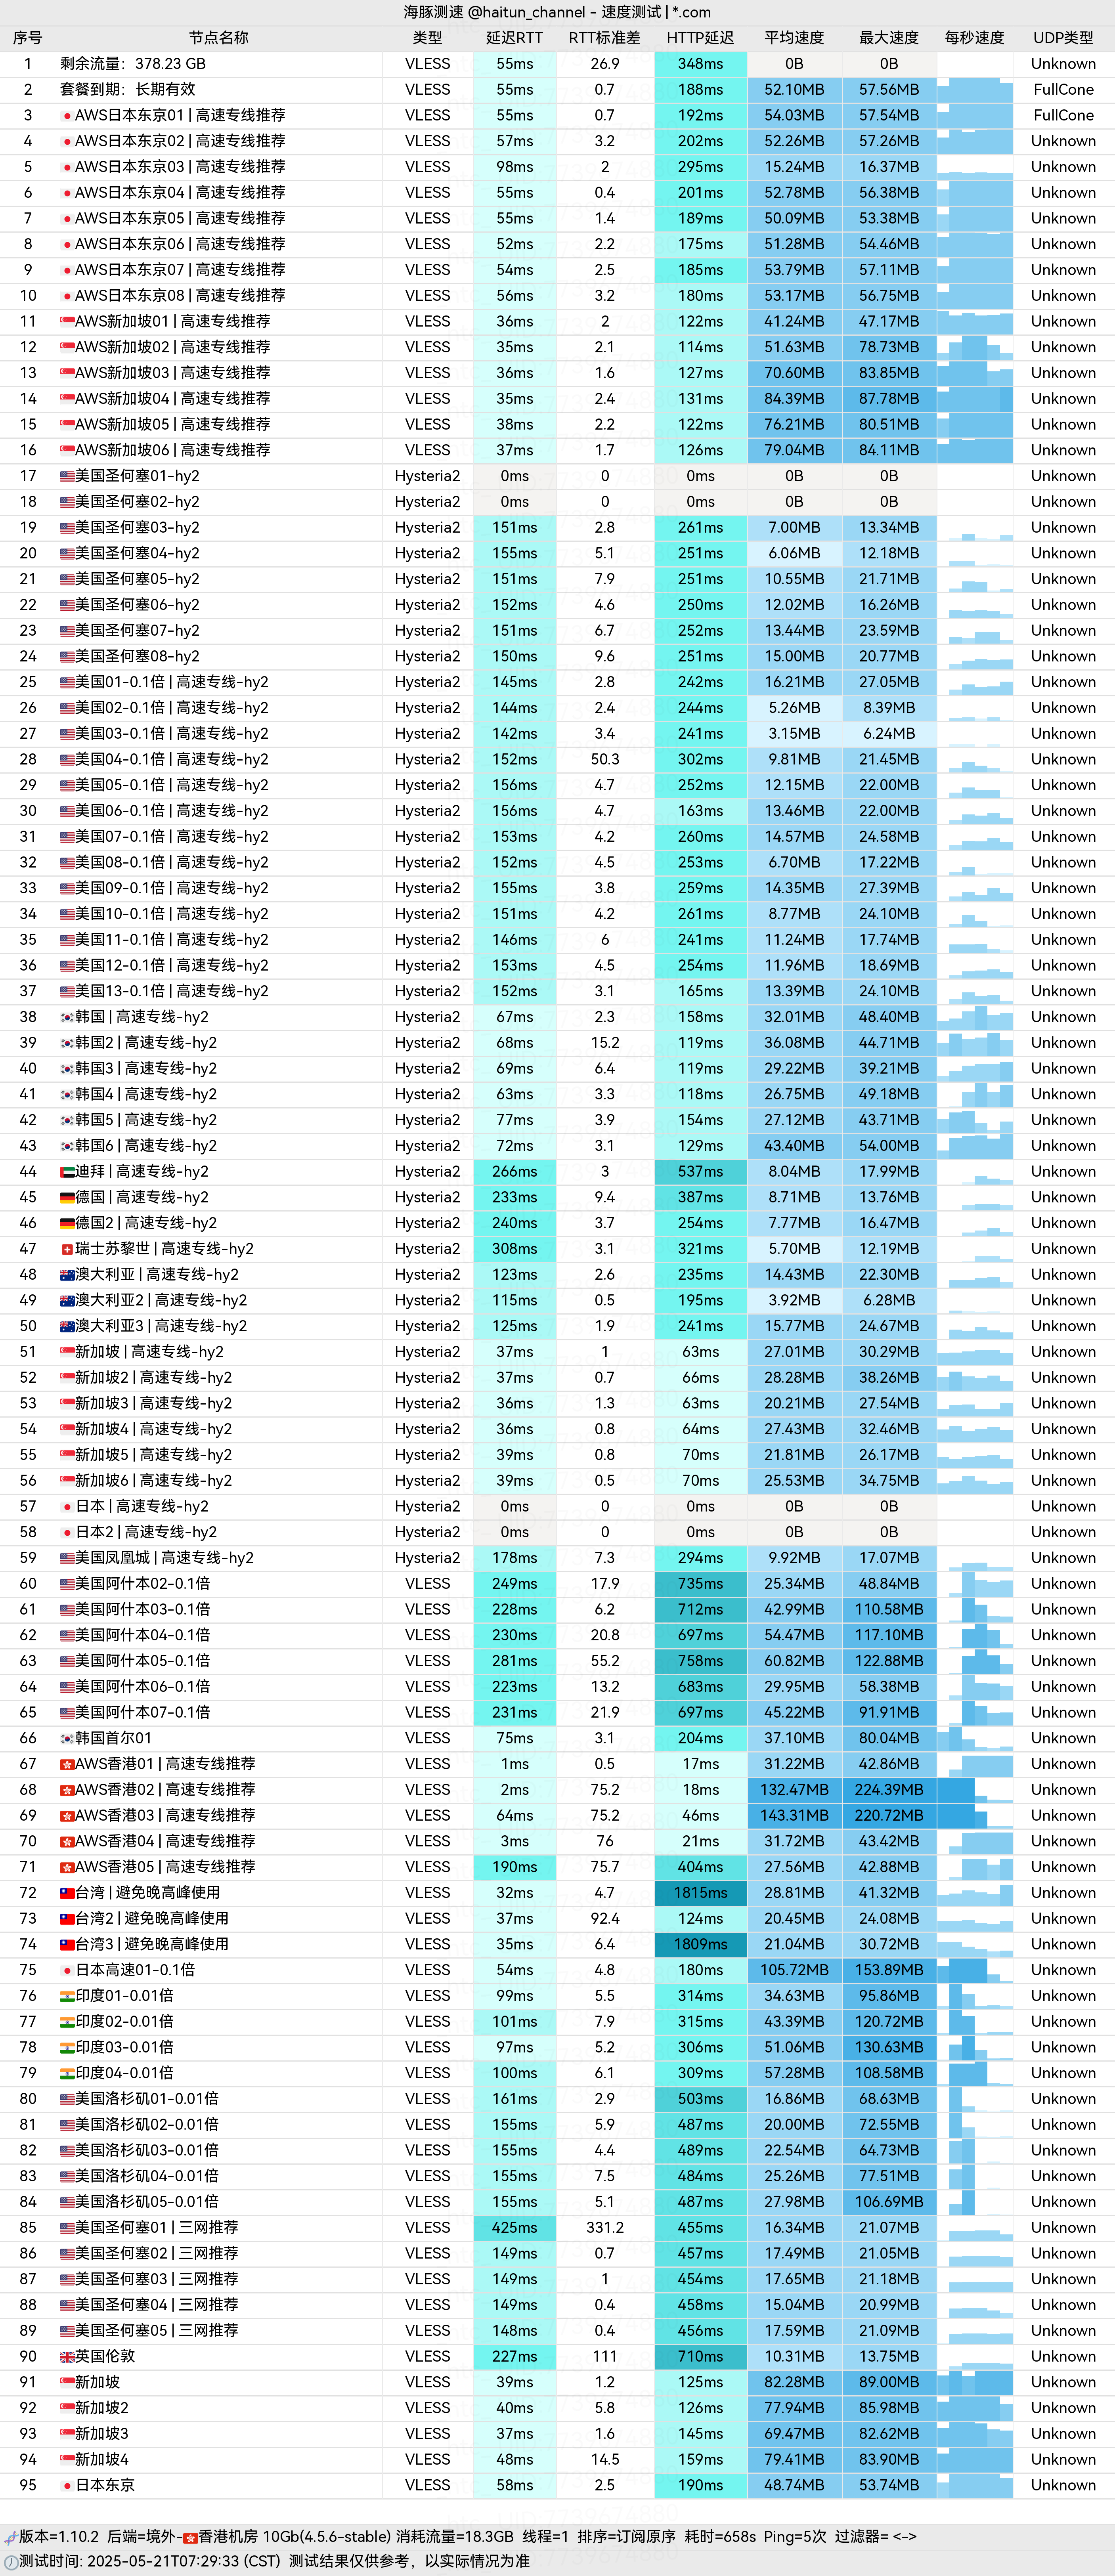 海豚测速 @haitun_channel - 速度测试 | *.com
序号 节点名称 类型 延迟RTT RTT标准差 HTTP延迟 平均速度 最大速度 每秒速度 UDP类型
1 剩余流量：378.23 GB VLESS 55ms 26.9 348ms 0B 0B Unknown
2 套餐到期：长期有效 VLESS 55ms 0.7 188ms 52.10MB 57.56MB FullCone
3 AWS日本东京01 | 高速专线推荐 VLESS 55ms 0.7 192ms 54.03MB 57.54MB FullCone
4 AWS日本东京02 | 高速专线推荐 VLESS 57ms 3.2 202ms 52.26MB 57.26MB Unknown
5 AWS日本东京03 | 高速专线推荐 VLESS 98ms 2 295ms 15.24MB 16.37MB Unknown
6 AWS日本东京04 | 高速专线推荐 VLESS 55ms 0.4 201ms 52.78MB 56.38MB Unknown
7 AWS日本东京05 | 高速专线推荐 VLESS 55ms 1.4 189ms 50.09MB 53.38MB Unknown
8 AWS日本东京06 | 高速专线推荐 VLESS 52ms 2.2 175ms 51.28MB 54.46MB Unknown
9 AWS日本东京07 | 高速专线推荐 VLESS 54ms 2.5 185ms 53.79MB 57.11MB Unknown
10 AWS日本东京08 | 高速专线推荐 VLESS 56ms 3.2 180ms 53.17MB 56.75MB Unknown
11 AWS新加坡01 | 高速专线推荐 VLESS 36ms 2 122ms 41.24MB 47.17MB Unknown
12 AWS新加坡02 | 高速专线推荐 VLESS 35ms 2.1 114ms 51.63MB 78.73MB Unknown
13 AWS新加坡03 | 高速专线推荐 VLESS 36ms 1.6 127ms 70.60MB 83.85MB Unknown
14 AWS新加坡04 | 高速专线推荐 VLESS 35ms 2.4 131ms 84.39MB 87.78MB Unknown
15 AWS新加坡05 | 高速专线推荐 VLESS 38ms 2.2 122ms 76.21MB 80.51MB Unknown
16 AWS新加坡06 | 高速专线推荐 VLESS 37ms 1.7 126ms 79.04MB 84.11MB Unknown
17 美国圣何塞01-hy2 Hysteria2 0ms 0 0ms 0B 0B Unknown
18 美国圣何塞02-hy2 Hysteria2 0ms 0 0ms 0B 0B Unknown
19 美国圣何塞03-hy2 Hysteria2 151ms 2.8 261ms 7.00MB 13.34MB Unknown
20 美国圣何塞04-hy2 Hysteria2 155ms 5.1 251ms 6.06MB 12.18MB Unknown
21 美国圣何塞05-hy2 Hysteria2 151ms 7.9 251ms 10.55MB 21.71MB Unknown
22 美国圣何塞06-hy2 Hysteria2 152ms 4.6 250ms 12.02MB 16.26MB Unknown
23 美国圣何塞07-hy2 Hysteria2 151ms 6.7 252ms 13.44MB 23.59MB Unknown
24 美国圣何塞08-hy2 Hysteria2 150ms 9.6 251ms 15.00MB 20.77MB Unknown
25 美国01-0.1倍 | 高速专线-hy2 Hysteria2 145ms 2.8 242ms 16.21MB 27.05MB Unknown
26 美国02-0.1倍 | 高速专线-hy2 Hysteria2 144ms 2.4 244ms 5.26MB 8.39MB Unknown
27 美国03-0.1倍 | 高速专线-hy2 Hysteria2 142ms 3.4 241ms 3.15MB 6.24MB Unknown
28 美国04-0.1倍 | 高速专线-hy2 Hysteria2 152ms 50.3 302ms 9.81MB 21.45MB Unknown
29 美国05-0.1倍 | 高速专线-hy2 Hysteria2 156ms 4.7 252ms 12.15MB 22.00MB Unknown
30 美国06-0.1倍 | 高速专线-hy2 Hysteria2 156ms 4.7 163ms 13.46MB 22.00MB Unknown
31 美国07-0.1倍 | 高速专线-hy2 Hysteria2 153ms 4.2 260ms 14.57MB 24.58MB Unknown
32 美国08-0.1倍 | 高速专线-hy2 Hysteria2 152ms 4.5 253ms 6.70MB 17.22MB Unknown
33 美国09-0.1倍 | 高速专线-hy2 Hysteria2 155ms 3.8 259ms 14.35MB 27.39MB Unknown
34 美国10-0.1倍 | 高速专线-hy2 Hysteria2 151ms 4.2 261ms 8.77MB 24.10MB Unknown
35 美国11-0.1倍 | 高速专线-hy2 Hysteria2 146ms 6 241ms 11.24MB 17.74MB Unknown
36 美国12-0.1倍 | 高速专线-hy2 Hysteria2 153ms 4.5 254ms 11.96MB 18.69MB Unknown
37 美国13-0.1倍 | 高速专线-hy2 Hysteria2 152ms 3.1 165ms 13.39MB 24.10MB Unknown
38 韩国 | 高速专线-hy2 Hysteria2 67ms 2.3 158ms 32.01MB 48.40MB Unknown
39 韩国2 | 高速专线-hy2 Hysteria2 68ms 15.2 119ms 36.08MB 44.71MB Unknown
40 韩国3 | 高速专线-hy2 Hysteria2 69ms 6.4 119ms 29.22MB 39.21MB Unknown
41 韩国4 | 高速专线-hy2 Hysteria2 63ms 3.3 118ms 26.75MB 49.18MB Unknown
42 韩国5 | 高速专线-hy2 Hysteria2 77ms 3.9 154ms 27.12MB 43.71MB Unknown
43 韩国6 | 高速专线-hy2 Hysteria2 72ms 3.1 129ms 43.40MB 54.00MB Unknown
44 迪拜 | 高速专线-hy2 Hysteria2 266ms 3 537ms 8.04MB 17.99MB Unknown
45 德国 | 高速专线-hy2 Hysteria2 233ms 9.4 387ms 8.71MB 13.76MB Unknown
46 德国2 | 高速专线-hy2 Hysteria2 240ms 3.7 254ms 7.77MB 16.47MB Unknown
47 瑞士苏黎世 | 高速专线-hy2 Hysteria2 308ms 3.1 321ms 5.70MB 12.19MB Unknown
48 澳大利亚 | 高速专线-hy2 Hysteria2 123ms 2.6 235ms 14.43MB 22.30MB Unknown
49 澳大利亚2 | 高速专线-hy2 Hysteria2 115ms 0.5 195ms 3.92MB 6.28MB Unknown
50 澳大利亚3 | 高速专线-hy2 Hysteria2 125ms 1.9 241ms 15.77MB 24.67MB Unknown
51 新加坡 | 高速专线-hy2 Hysteria2 37ms 1 63ms 27.01MB 30.29MB Unknown
52 新加坡2 | 高速专线-hy2 Hysteria2 37ms 0.7 66ms 28.28MB 38.26MB Unknown
53 新加坡3 | 高速专线-hy2 Hysteria2 36ms 1.3 63ms 20.21MB 27.54MB Unknown
54 新加坡4 | 高速专线-hy2 Hysteria2 36ms 0.8 64ms 27.43MB 32.46MB Unknown
55 新加坡5 | 高速专线-hy2 Hysteria2 39ms 0.8 70ms 21.81MB 26.17MB Unknown
56 新加坡6 | 高速专线-hy2 Hysteria2 39ms 0.5 70ms 25.53MB 34.75MB Unknown
57 日本 | 高速专线-hy2 Hysteria2 0ms 0 0ms 0B 0B Unknown
58 日本2 | 高速专线-hy2 Hysteria2 0ms 0 0ms 0B 0B Unknown
59 美国凤凰城 | 高速专线-hy2 Hysteria2 178ms 7.3 294ms 9.92MB 17.07MB Unknown
60 美国阿什本02-0.1倍 VLESS 249ms 17.9 735ms 25.34MB 48.84MB Unknown
61 美国阿什本03-0.1倍 VLESS 228ms 6.2 712ms 42.99MB 110.58MB Unknown
62 美国阿什本04-0.1倍 VLESS 230ms 20.8 697ms 54.47MB 117.10MB Unknown
63 美国阿什本05-0.1倍 VLESS 281ms 55.2 758ms 60.82MB 122.88MB Unknown
64 美国阿什本06-0.1倍 VLESS 223ms 13.2 683ms 29.95MB 58.38MB Unknown
65 美国阿什本07-0.1倍 VLESS 231ms 21.9 697ms 45.22MB 91.91MB Unknown
66 韩国首尔01 VLESS 75ms 3.1 204ms 37.10MB 80.04MB Unknown
67 AWS香港01 | 高速专线推荐 VLESS 1ms 0.5 17ms 31.22MB 42.86MB Unknown
68 AWS香港02 | 高速专线推荐 VLESS 2ms 75.2 18ms 132.47MB 224.39MB Unknown
69 AWS香港03 | 高速专线推荐 VLESS 64ms 75.2 46ms 143.31MB 220.72MB Unknown
70 AWS香港04 | 高速专线推荐 VLESS 3ms 76 21ms 31.72MB 43.42MB Unknown
71 AWS香港05 | 高速专线推荐 VLESS 190ms 75.7 404ms 27.56MB 42.88MB Unknown
72 台湾 | 避免晚高峰使用 VLESS 32ms 4.7 1815ms 28.81MB 41.32MB Unknown
73 台湾2 | 避免晚高峰使用 VLESS 37ms 92.4 124ms 20.45MB 24.08MB Unknown
74 台湾3 | 避免晚高峰使用 VLESS 35ms 6.4 1809ms 21.04MB 30.72MB Unknown
75 日本高速01-0.1倍 VLESS 54ms 4.8 180ms 105.72MB 153.89MB Unknown
76 印度01-0.01倍 VLESS 99ms 5.5 314ms 34.63MB 95.86MB Unknown
77 印度02-0.01倍 VLESS 101ms 7.9 315ms 43.39MB 120.72MB Unknown
78 印度03-0.01倍 VLESS 97ms 5.2 306ms 51.06MB 130.63MB Unknown
79 印度04-0.01倍 VLESS 100ms 6.1 309ms 57.28MB 108.58MB Unknown
80 美国洛杉矶01-0.01倍 VLESS 161ms 2.9 503ms 16.86MB 68.63MB Unknown
81 美国洛杉矶02-0.01倍 VLESS 155ms 5.9 487ms 20.00MB 72.55MB Unknown
82 美国洛杉矶03-0.01倍 VLESS 155ms 4.4 489ms 22.54MB 64.73MB Unknown
83 美国洛杉矶04-0.01倍 VLESS 155ms 7.5 484ms 25.26MB 77.51MB Unknown
84 美国洛杉矶05-0.01倍 VLESS 155ms 5.1 487ms 27.98MB 106.69MB Unknown
85 美国圣何塞01 | 三网推荐 VLESS 425ms 331.2 455ms 16.34MB 21.07MB Unknown
86 美国圣何塞02 | 三网推荐 VLESS 149ms 0.7 457ms 17.49MB 21.05MB Unknown
87 美国圣何塞03 | 三网推荐 VLESS 149ms 1 454ms 17.65MB 21.18MB Unknown
88 美国圣何塞04 | 三网推荐 VLESS 149ms 0.4 458ms 15.04MB 20.99MB Unknown
89 美国圣何塞05 | 三网推荐 VLESS 148ms 0.4 456ms 17.59MB 21.09MB Unknown
90 英国伦敦 VLESS 227ms 111 710ms 10.31MB 13.75MB Unknown
91 新加坡 VLESS 39ms 1.2 125ms 82.28MB 89.00MB Unknown
92 新加坡2 VLESS 40ms 5.8 126ms 77.94MB 85.98MB Unknown
93 新加坡3 VLESS 37ms 1.6 145ms 69.47MB 82.62MB Unknown
94 新加坡4 VLESS 48ms 14.5 159ms 79.41MB 83.90MB Unknown
95 日本东京 VLESS 58ms 2.5 190ms 48.74MB 53.74MB Unknown
版本=1.10.2 后端=境外-香港机房 10Gb(4.5.6-stable) 消耗流量=18.3GB 线程=1 排序=订阅原序 耗时=658s Ping=5次 过滤器= <->
测试时间: 2025-05-21T07:29:33 (CST) 测试结果仅供参考，以实际情况为准